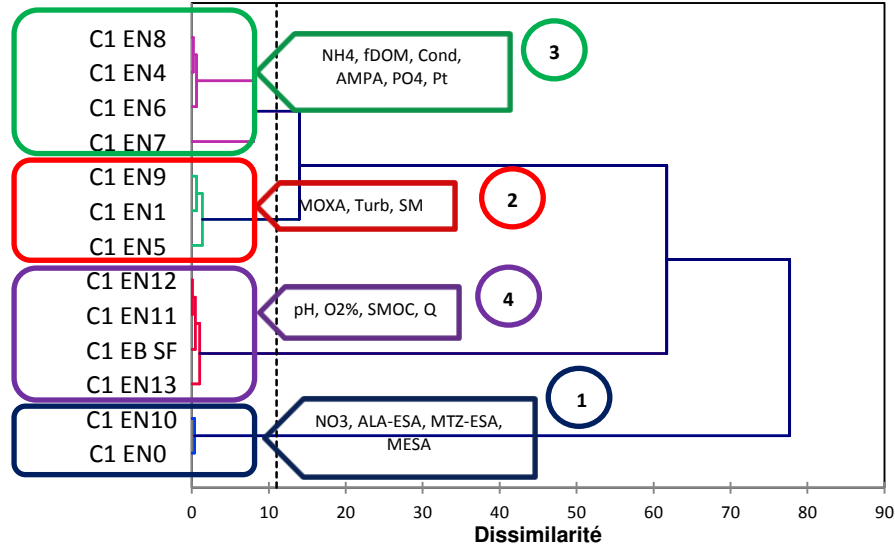 C1 EN8
C1 EN4
C1 EN6
C1 EN7
C1 EN9
C1 EN1
C1 EN5
C1 EN12
C1 EN11
C1 EB SF
C1 EN13
C1 EN10
C1 EN0
NH4, fDOM, Cond,
AMPA, PO4, Pt
3
MOXA, Turb, SM
2
pH, O2%, SMOC, Q
4
NO3, ALA-ESA, MTZ-ESA,
MESA
1
0 10 20 30 40 50 60 70 80 90
Dissimilarité